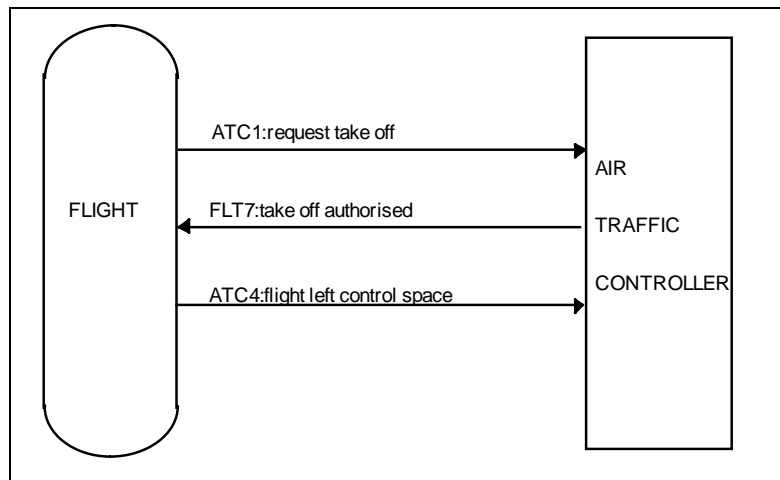 ATC1:request take off
AIR
FLIGHT
FLT7:take off authorised
TRAFFIC
CONTROLLER
ATC4:flight left control space